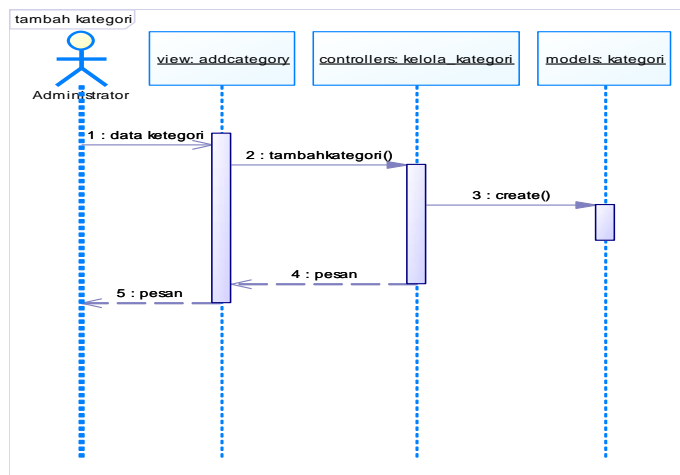 tambah kategori
Administrator
view: addcategory
controllers: kelola_kategori
models: kategori
1 : data ketegori
2 : tambahkategori()
3 : create()
4 : pesan
5 : pesan